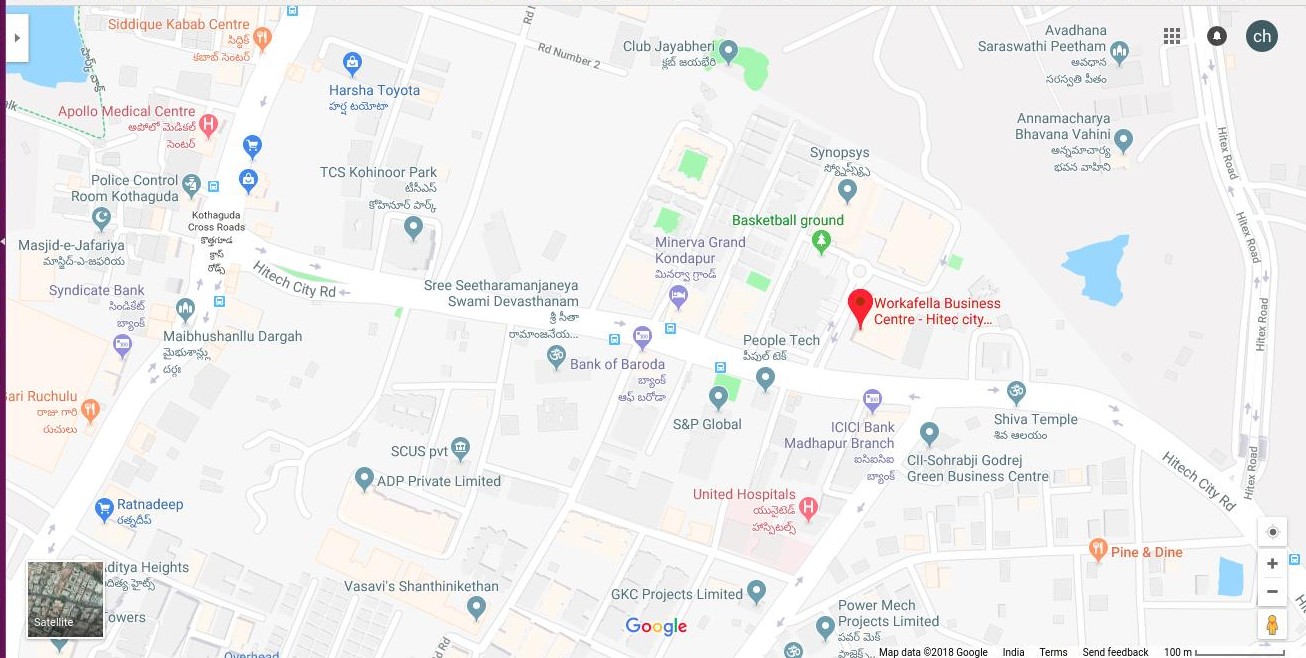 Siddique Kabab Centre
సిద్ధిక్
కబాబ్ సెంటర్
Rd Number 2
Club Jayabheri
క్లబ్ జయభేరి
Avadhana
Saraswathi Peetham
అవధాన
సరస్వతి పీతం
ch
Harsha Toyota
హర్ష టయోటా
Apollo Medical Centre
అపోలో మెడికల్
సెంటర్
Annamacharya
Bhavana Vahini
అన్నమాచార్య
భవన వాహిని
Hitex Road
Synopsys
TCS Kohinoor Park
టీసీఎస్
కోహినూర్ పార్క్
Police Control
Room Kothaguda
Kothaguda
Cross Roads
కొత్తగూడ
క్రాస్
రోడ్లు
Basketball ground
Hitex Road
Masjid-e-Jafariya
మాస్జిద్-ఎ-జఫరియ
Minerva Grand
Kondapur
మినర్వా గ్రాండ్
Hitech City Rd
Syndicate Bank
సిండికేట్
బ్యాంక్
Sree Seetharamanjaneya
Swami Devasthanam
శ్రీ సీతా
రామాంజనేయ...
Workafella Business
Centre - Hitec city...
Hitex Road
Maibhushanllu Dargah
మైభుశాన్లు
దర్గః
People Tech
పీపుల్ టెక్
Bank of Baroda
బ్యాంక్
ఆఫ్ బరోడా
ari Ruchulu
రాజు గారి
రుచులు
S&P Global
ICICI Bank
Madhapur Branch
ఐసిఐసిఐ
బ్యాంక్
Shiva Temple
శివ ఆలయం
SCUS pvt
CII-Sohrabji Godrej
Green Business Centre
Hitech City Rd
Hitex Road
ADP Private Limited
United Hospitals
యునైటెడ్
హాస్పిటల్స్
Ratnadeep
రత్నదీప్
Pine & Dine
ditya Heights
దిత్య హైట్స్
Vasavi's Shanthinikethan
GKC Projects Limited
Power Mech
Projects Limited
పవర్ మెక్
Satellite
owers
Google
Overhead
Map data ©2018 Google India Terms Send feedback 100 m